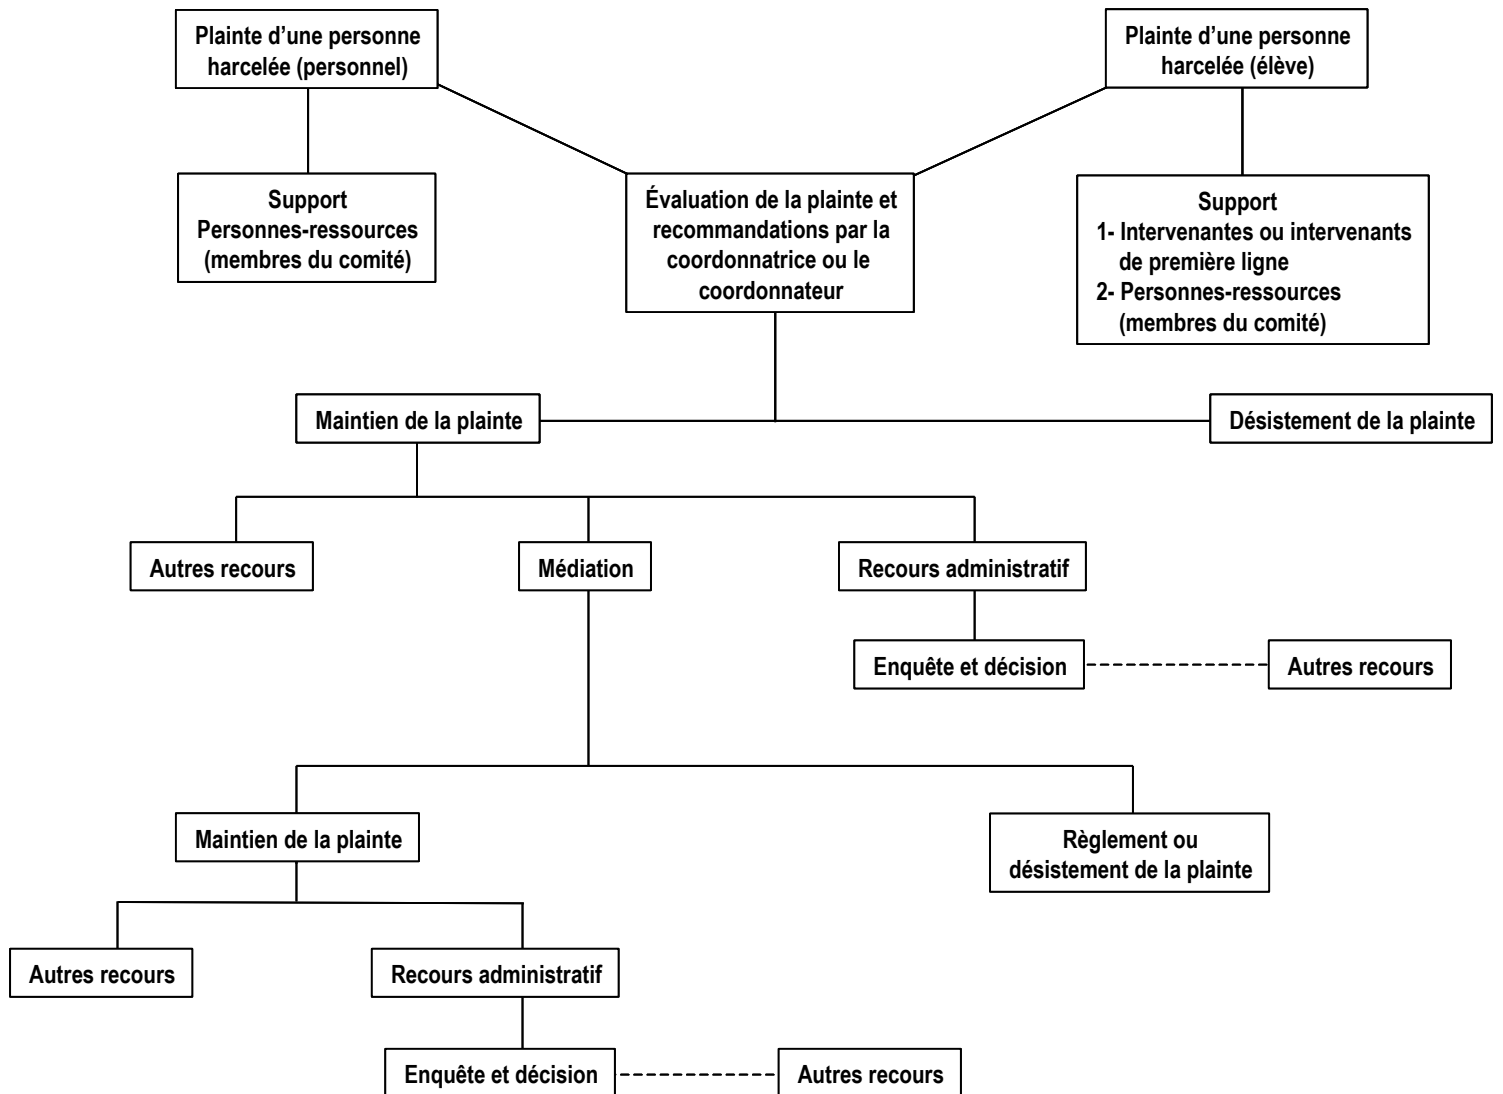 Plainte d’une personne
harcelée (personnel)
Plainte d’une personne
harcelée (élève)
Support
Personnes-ressources
(membres du comité)
Évaluation de la plainte et
recommandations par la
coordonnatrice ou le
coordonnateur
Support
1- Intervenantes ou intervenants
de première ligne
2- Personnes-ressources
(membres du comité)
Maintien de la plainte
Désistement de la plainte
Autres recours
Médiation
Recours administratif
Enquête et décision
Autres recours
Maintien de la plainte
Règlement ou
désistement de la plainte
Autres recours
Recours administratif
Enquête et décision
Autres recours